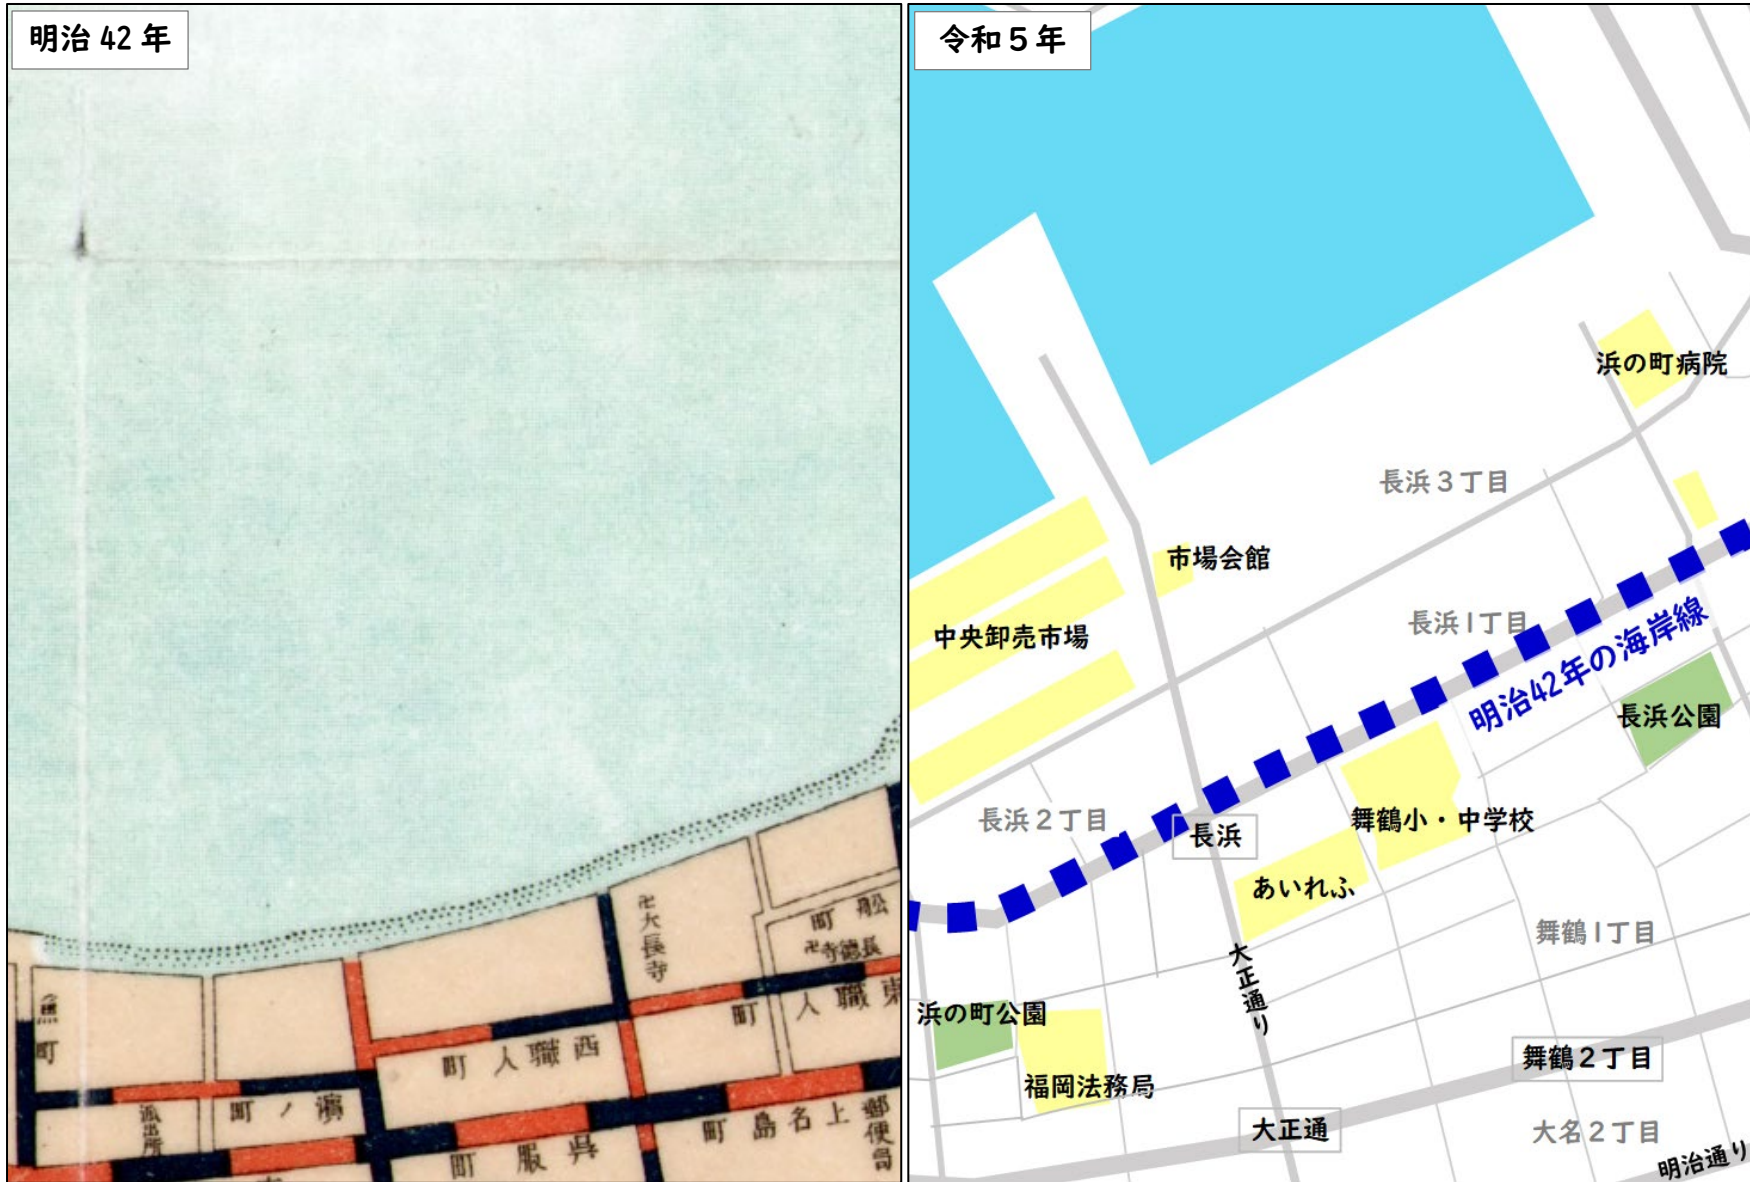 明治42年
大長寺
町船
寺德長
町人職東
魚町
町人職西
派出所
町ノ濱
町島名上
郵便局
町服呉
令和5年
浜の町病院
長浜3丁目
市場会館
長浜1丁目
中央卸売市場
明治42年の海岸線
長浜公園
長浜2丁目
長浜
舞鶴小・中学校
あいれふ
舞鶴1丁目
大正通り
浜の町公園
舞鶴2丁目
福岡法務局
大正通
大名2丁目
明治通り